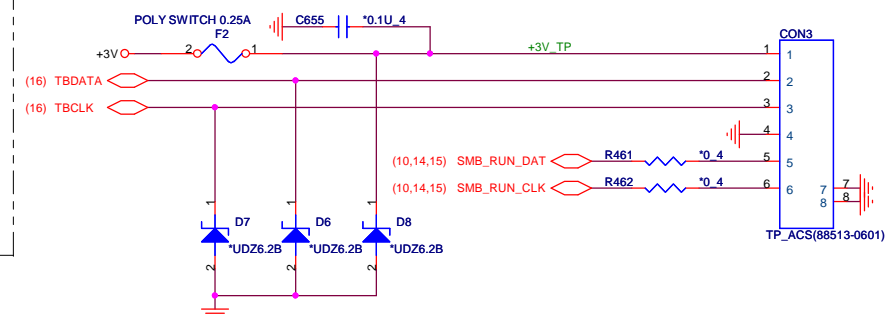 POLY SWITCH 0.25A
F2
C655 *0.1U_4
CON3
+3V 2 1 +3V_TP 1 1
(16) TBDATA 2 2
(16) TBCLK 3 3
4 4
(10,14,15) SMB_RUN_DAT R461 *0_4 5 5
(10,14,15) SMB_RUN_CLK R462 *0_4 6 6 7 7
8 8
1 1 1
D7 D6 D8
TP_ACS(88513-0601)
*UDZ6.2B *UDZ6.2B *UDZ6.2B
2 2 2